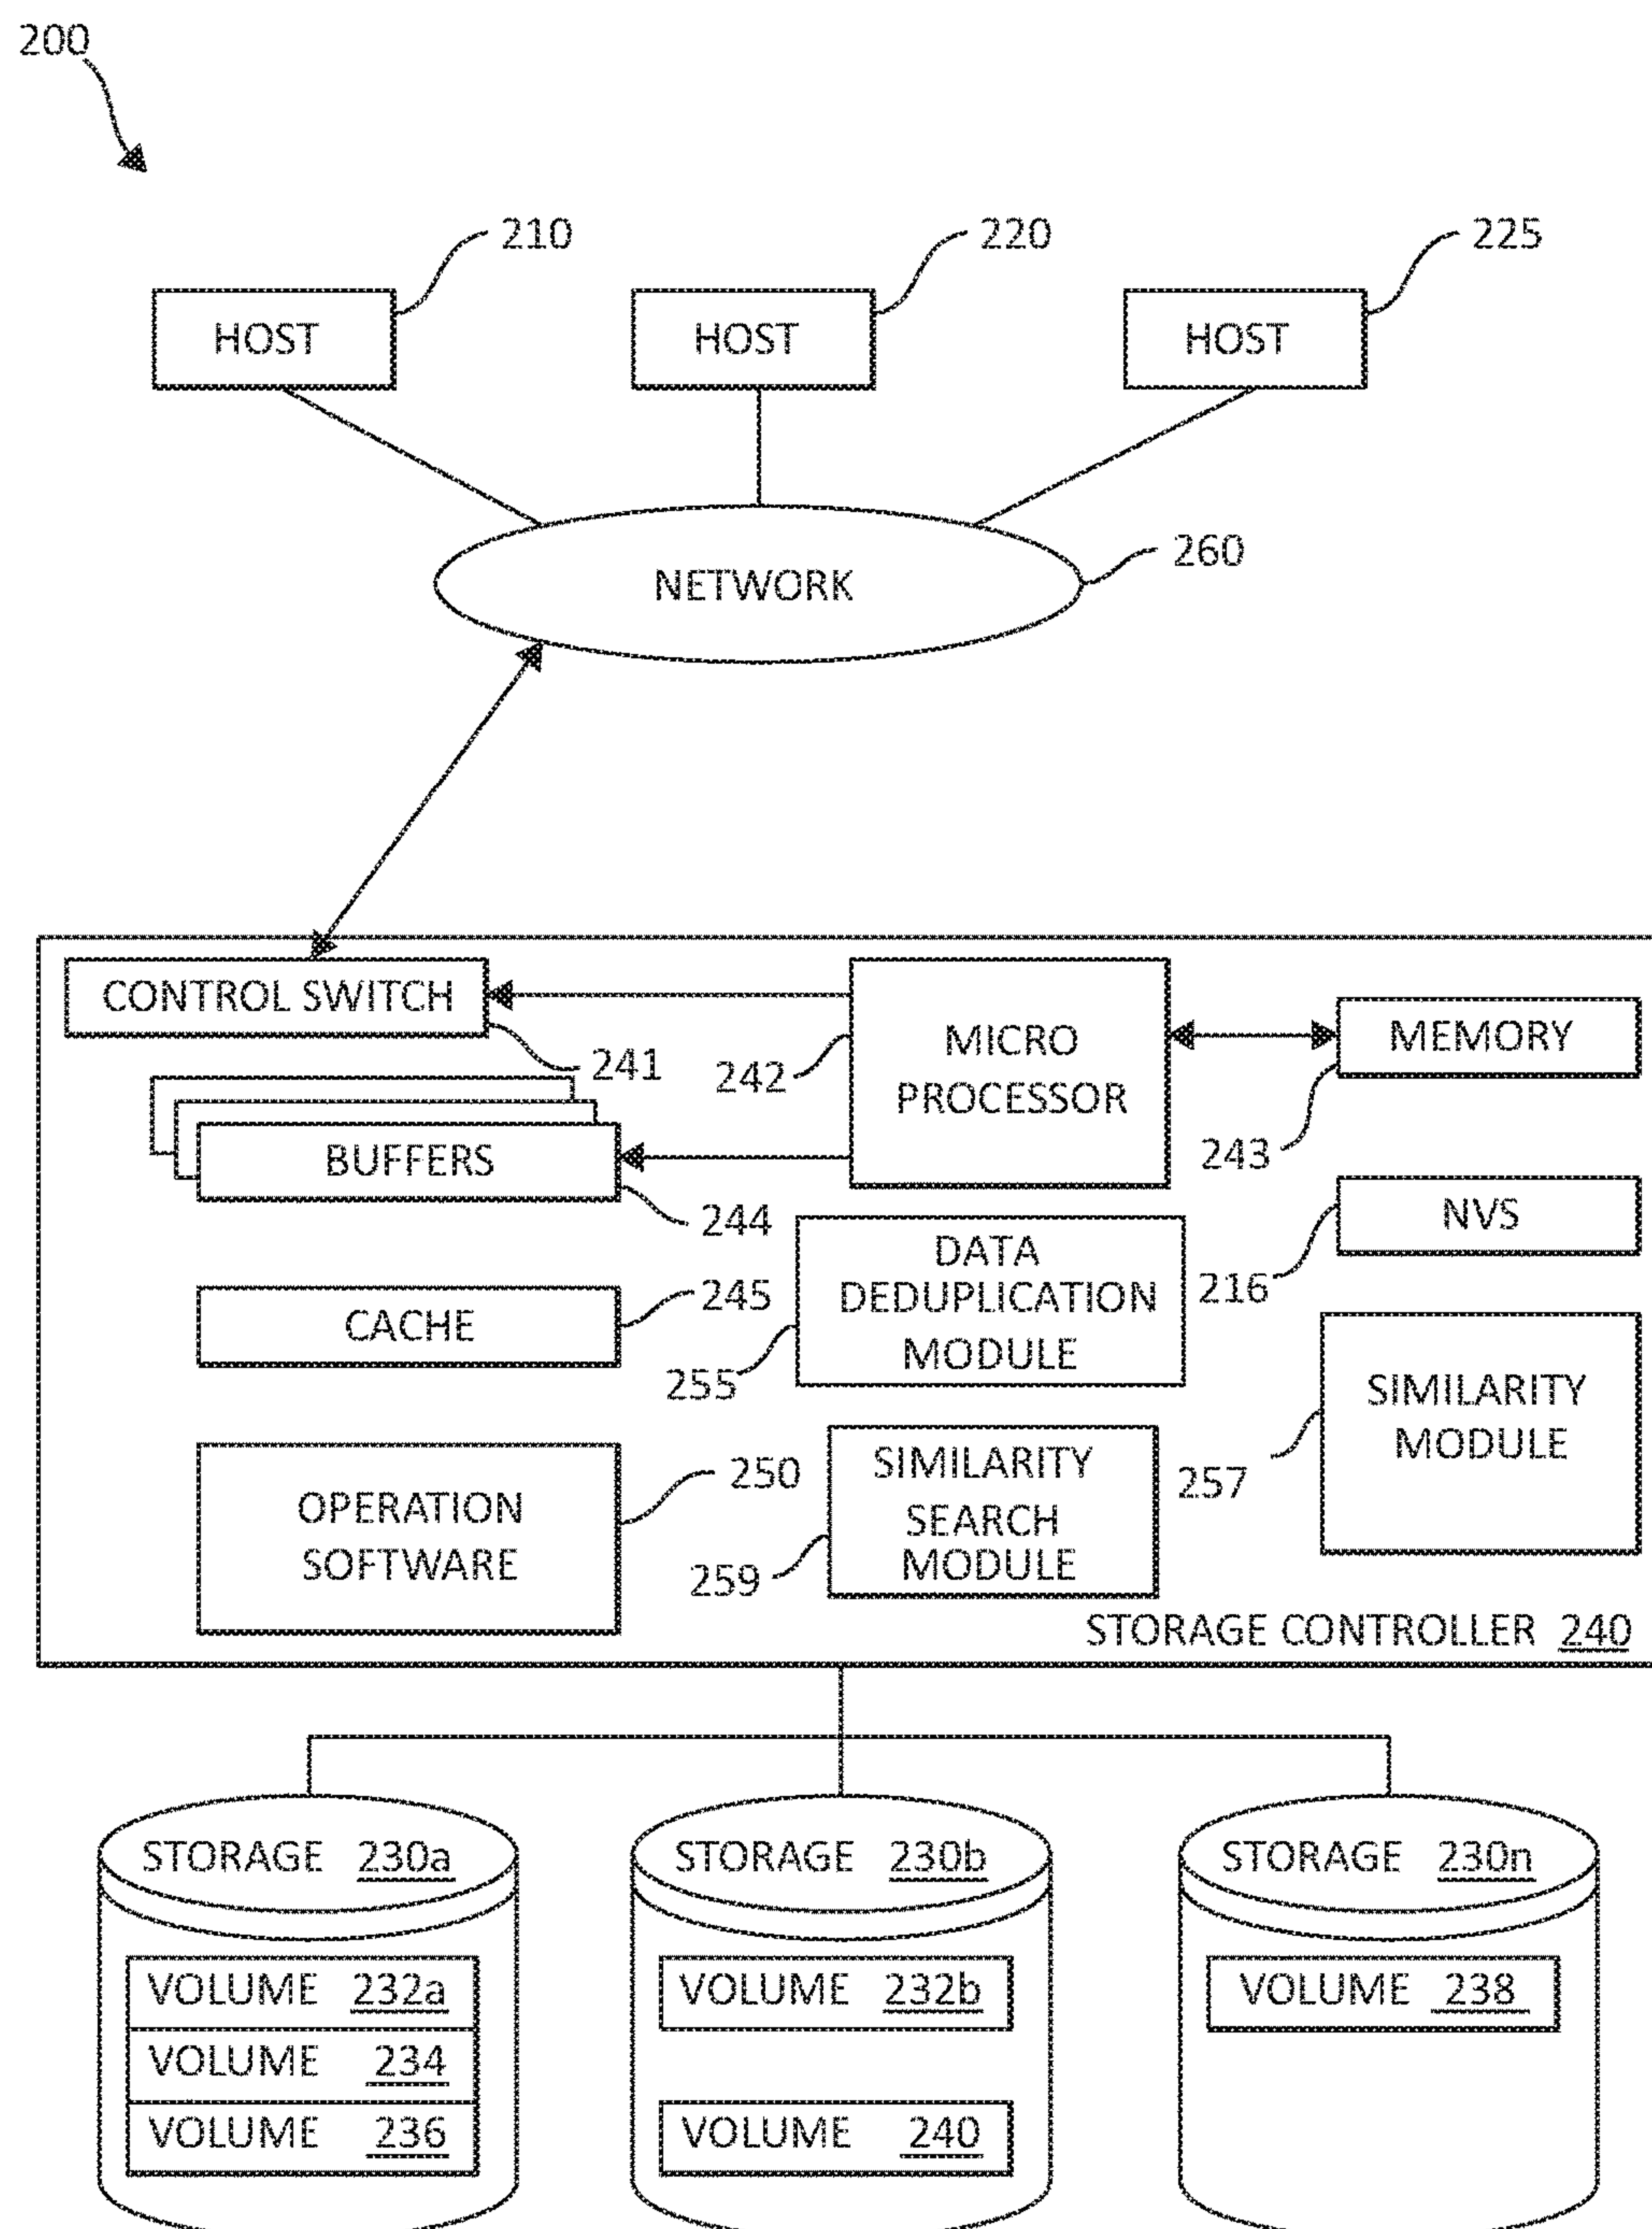 200
210
220
225
HOST
HOST
HOST
260
NETWORK
CONTROL SWITCH
241
242
MICRO
PROCESSOR
MEMORY
243
BUFFERS
244
NVS
216
DATA
DEDUPLICATION
MODULE
255
CACHE
245
SIMILARITY
MODULE
257
OPERATION
SOFTWARE
250
SIMILARITY
SEARCH
MODULE
259
STORAGE CONTROLLER 240
STORAGE 230a
STORAGE 230b
STORAGE 230n
VOLUME 232a
VOLUME 234
VOLUME 236
VOLUME 232b
VOLUME 240
VOLUME 238